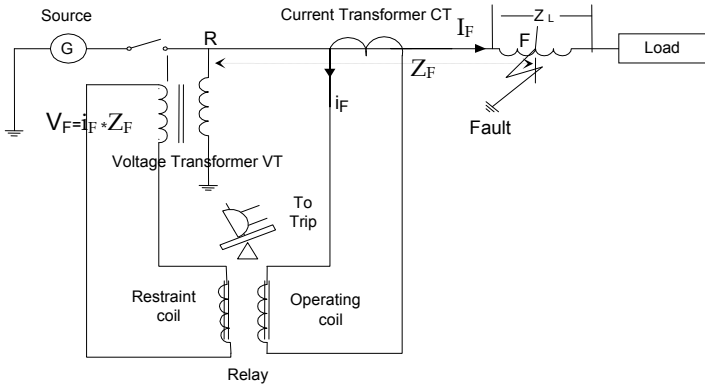 Current Transformer CT
Source
G
R
I_F
F
Z_L
Load
Z_F
i_F
Fault
V_F=i_F*Z_F
Voltage Transformer VT
To
Trip
Restraint
coil
Operating
coil
Relay